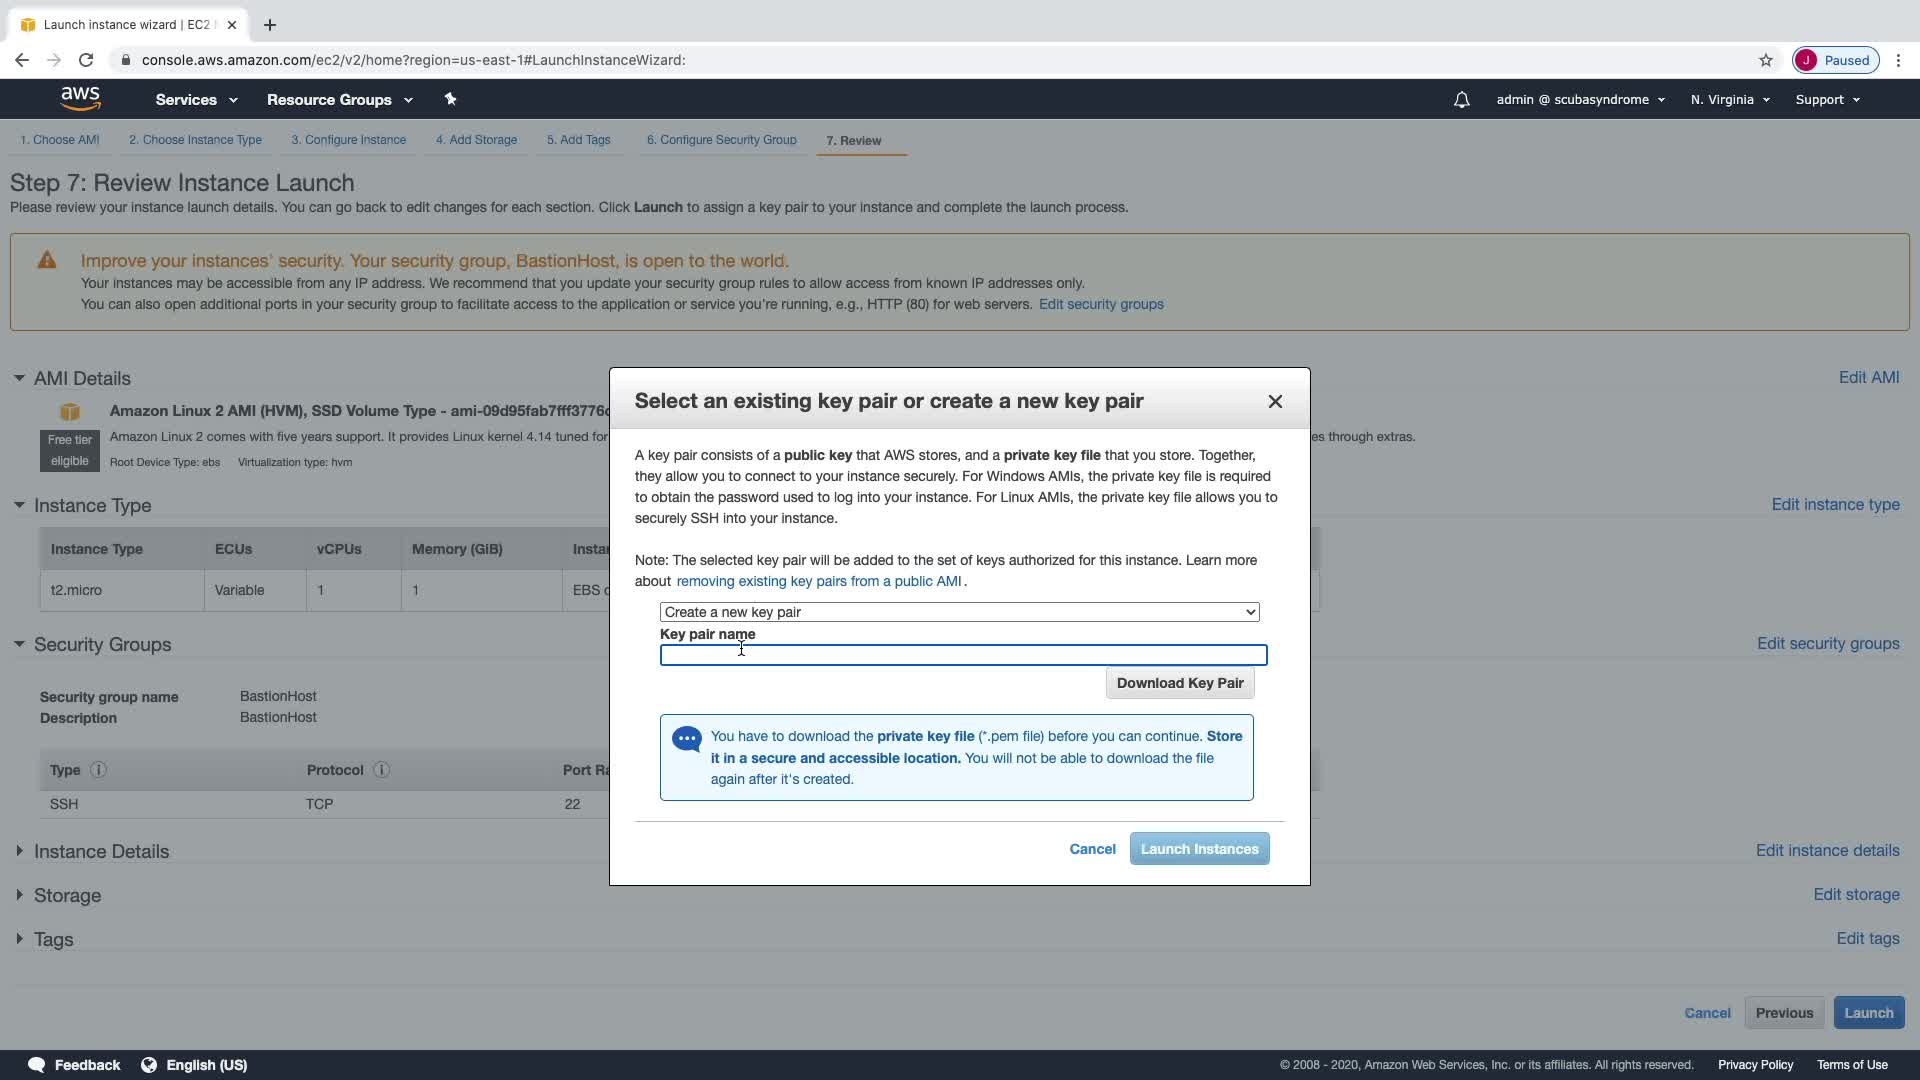 Launch instance wizard | EC2
console.aws.amazon.com/ec2/v2/home?region=us-east-1#LaunchInstanceWizard:
J Paused
aws Services Resource Groups admin @ scubasyndrome N. Virginia Support
1. Choose AMI 2. Choose Instance Type 3. Configure Instance 4. Add Storage 5. Add Tags 6. Configure Security Group 7. Review
Step 7: Review Instance Launch
Please review your instance launch details. You can go back to edit changes for each section. Click Launch to assign a key pair to your instance and complete the launch process.
Improve your instances' security. Your security group, BastionHost, is open to the world.
Your instances may be accessible from any IP address. We recommend that you update your security group rules to allow access from known IP addresses only.
You can also open additional ports in your security group to facilitate access to the application or service you're running, e.g., HTTP (80) for web servers. Edit security groups
AMI Details Edit AMI
Amazon Linux 2 AMI (HVM), SSD Volume Type - ami-09d95fab7fff3776
Free tier eligible
Amazon Linux 2 comes with five years support. It provides Linux kernel 4.14 tuned for es through extras.
Root Device Type: ebs Virtualization type: hvm
Instance Type Edit instance type
Instance Type ECUs vCPUs Memory (GiB) Instan
t2.micro Variable 1 1 EBS
Security Groups Edit security groups
Security group name BastionHost
Description BastionHost
Type Protocol Port Ra
SSH TCP 22
Instance Details Edit instance details
Storage Edit storage
Tags Edit tags
Cancel Previous Launch
Select an existing key pair or create a new key pair
A key pair consists of a public key that AWS stores, and a private key file that you store. Together,
they allow you to connect to your instance securely. For Windows AMIs, the private key file is required
to obtain the password used to log into your instance. For Linux AMIs, the private key file allows you to
securely SSH into your instance.
Note: The selected key pair will be added to the set of keys authorized for this instance. Learn more
about removing existing key pairs from a public AMI .
Create a new key pair
Key pair name
Download Key Pair
You have to download the private key file (*.pem file) before you can continue. Store
it in a secure and accessible location. You will not be able to download the file
again after it's created.
Cancel Launch Instances
Feedback English (US) © 2008 - 2020, Amazon Web Services, Inc. or its affiliates. All rights reserved. Privacy Policy Terms of Use